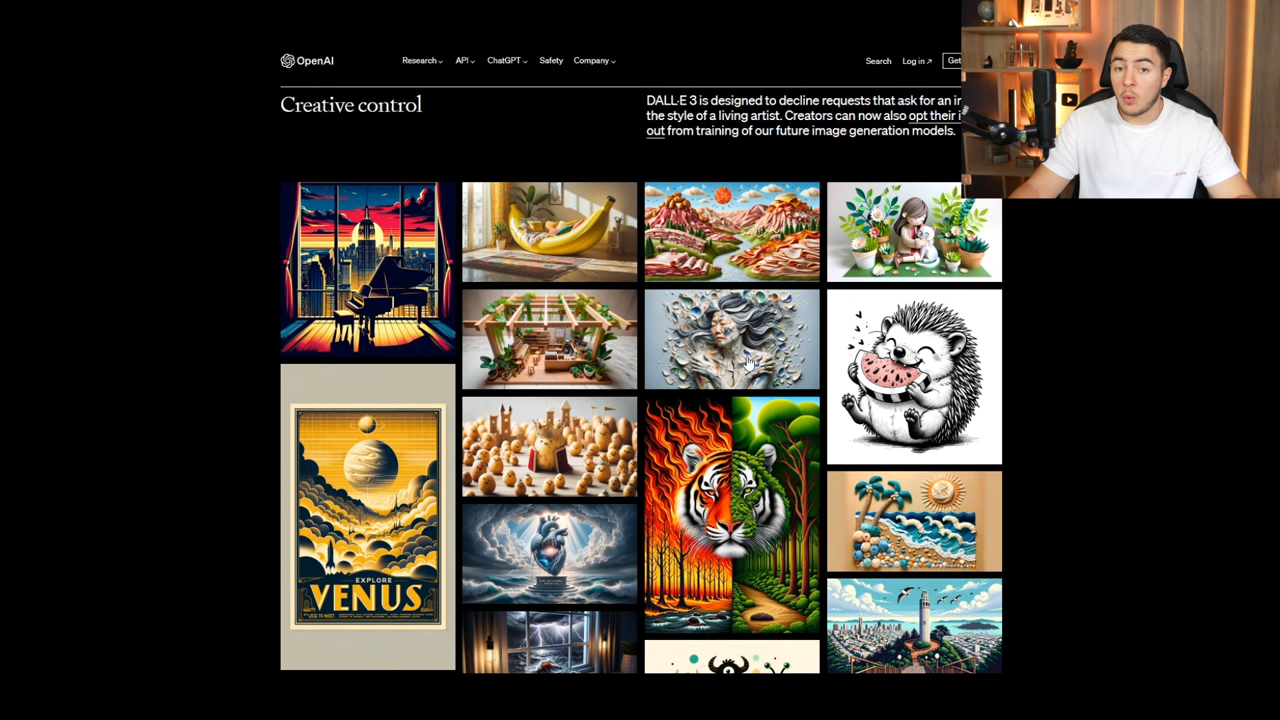 OpenAI
Research
API
ChatGPT
Safety
Company
Search
Log in ↗
Get
Creative control
DALL·E 3 is designed to decline requests that ask for an
the style of a living artist. Creators can now also opt their
out from training of our future image generation models.
EXPLORE
VENUS